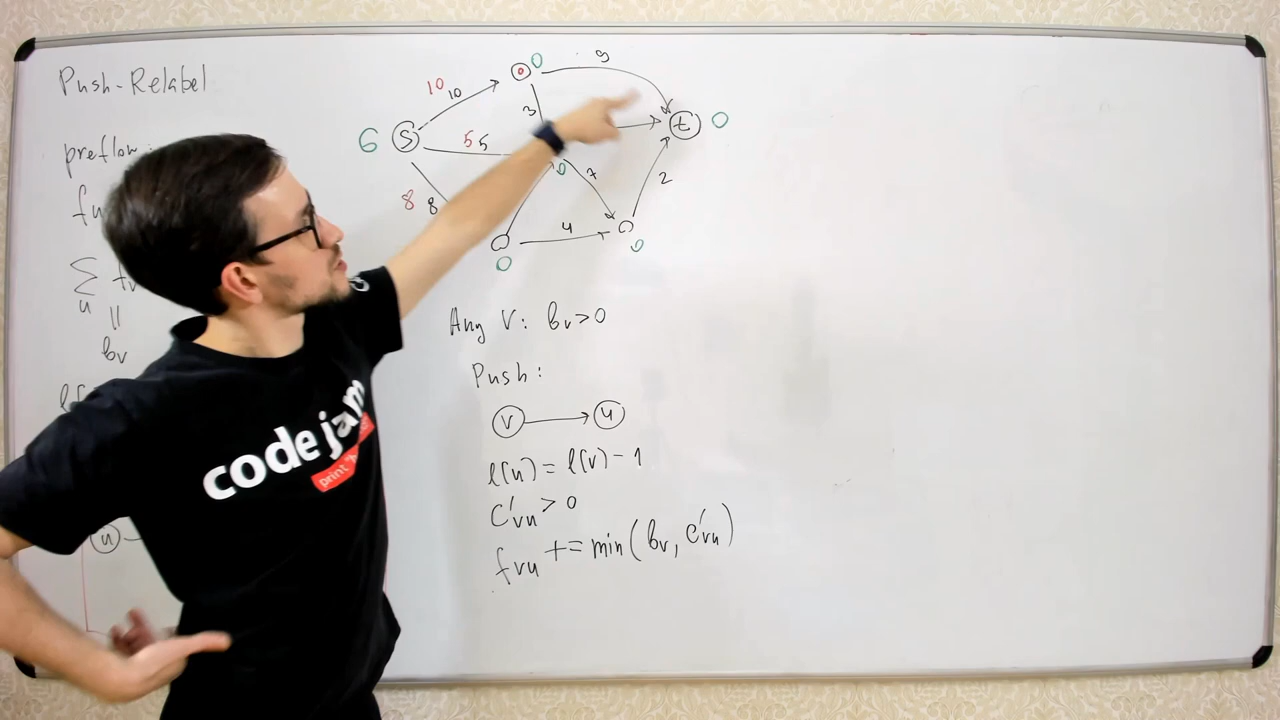 Push-Relabel
preflow:
Σ
u
||
bv
10 10
0
9
3
6 S
5 5
t 0
8 8
0
7
2
4
0
0
Any V: bv>0
Push:
v → u
l(u) = l(v) - 1
c'vu > 0
fvu += min(bv, c'vu)
u
code jam